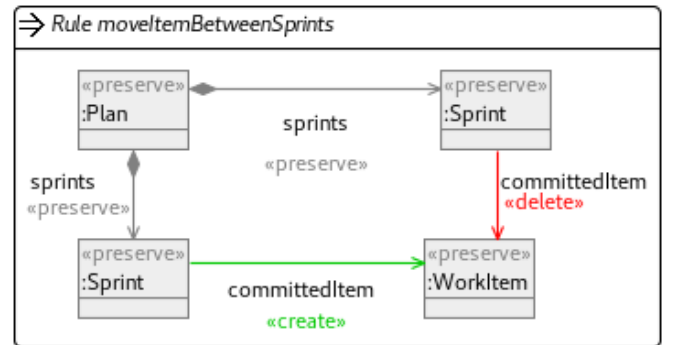 Rule moveItemBetweenSprints
«preserve»
:Plan
«preserve»
:Sprint
sprints
«preserve»
sprints
«preserve»
committedItem
«delete»
«preserve»
:Sprint
«preserve»
:WorkItem
committedItem
«create»